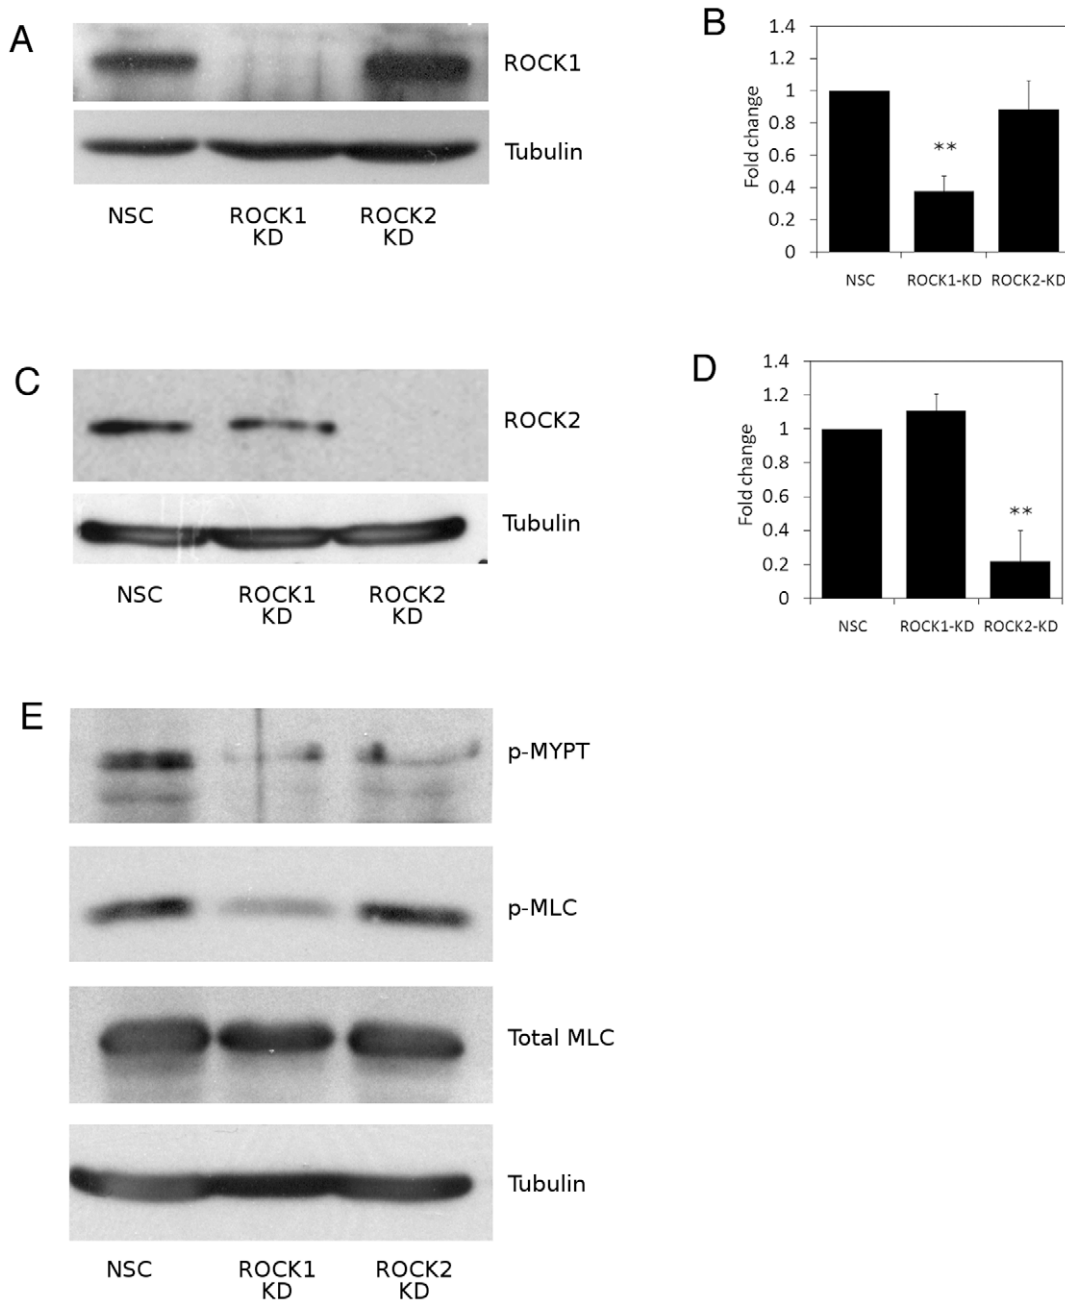 A
ROCK1
Tubulin
NSC
ROCK1
KD
ROCK2
KD
B
Fold change
1.4
1.2
1
0.8
0.6
0.4
0.2
0
**
NSC
ROCK1-KD
ROCK2-KD
C
ROCK2
Tubulin
NSC
ROCK1
KD
ROCK2
KD
D
Fold change
1.4
1.2
1
0.8
0.6
0.4
0.2
0
**
NSC
ROCK1-KD
ROCK2-KD
E
p-MYPT
p-MLC
Total MLC
Tubulin
NSC
ROCK1
KD
ROCK2
KD